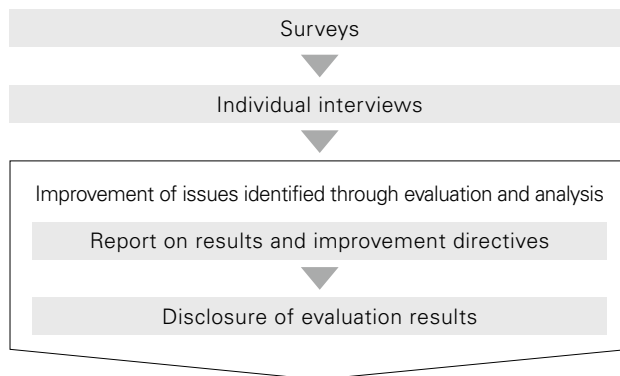 Surveys
Individual interviews
Improvement of issues identified through evaluation and analysis
Report on results and improvement directives
Disclosure of evaluation results